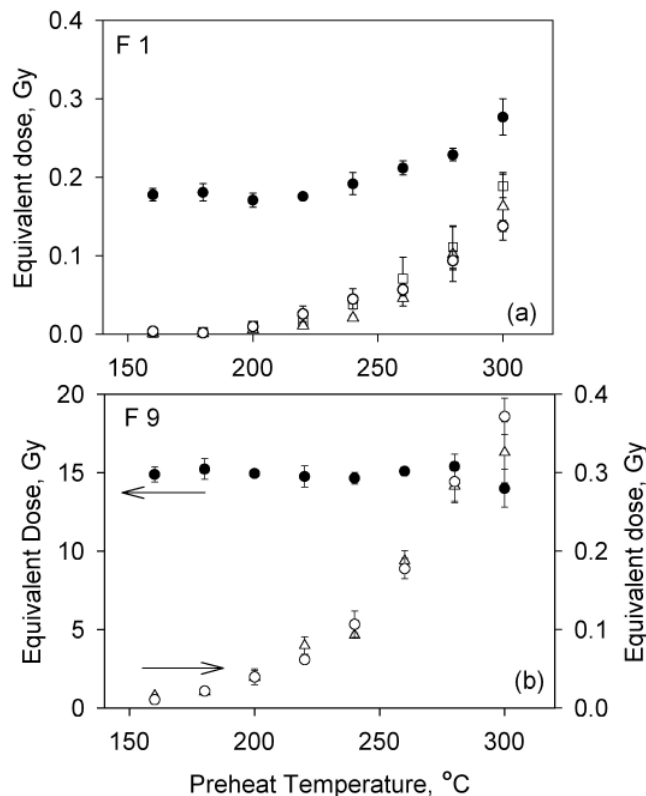 F 1
Equivalent dose, Gy
0.4
0.3
0.2
0.1
0.0
(a)
150 200 250 300
F 9
Equivalent Dose, Gy
20
15
10
5
0
0.4
0.3
0.2
0.1
0.0
Equivalent dose, Gy
(b)
150 200 250 300
Preheat Temperature, °C